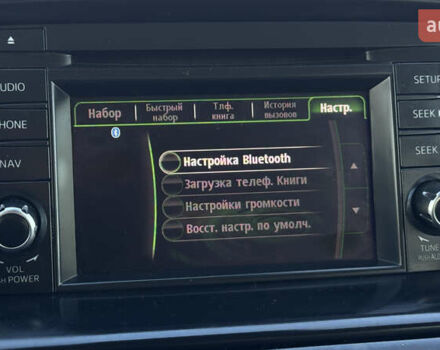 AUDIO
PHONE
NAV
VOL
PUSH POWER
Набор
Быстрый набор
Тлф. книга
История вызовов
Настр.
Настройка Bluetooth
Загрузка телеф. Книги
Настройки громкости
Восст. настр. по умолч.
SETUP
SEEK
SEEK
TUNE